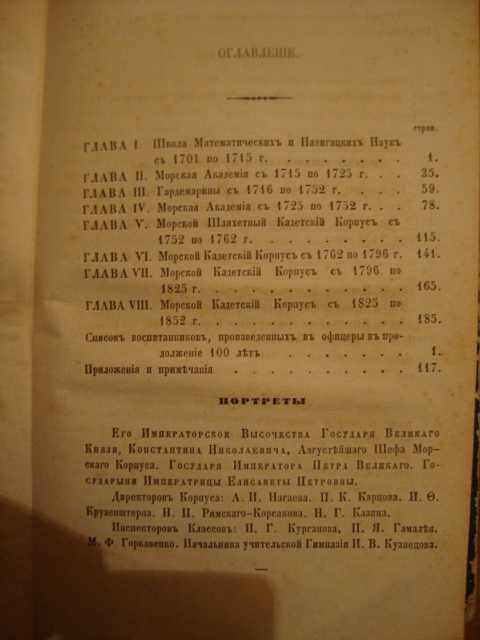 ОГЛАВЛЕНІЕ.
стран.
ГЛАВА I. Школа Математическихъ и Навигацкихъ Наукъ
съ 1701 по 1715 г. . . . . . . . 1.
ГЛАВА II. Морская Академія съ 1715 по 1725 г. . . 35.
ГЛАВА III. Гардемарины съ 1716 по 1752 г. . . . . 59.
ГЛАВА IV. Морская Академія съ 1725 по 1752 г. . . 78.
ГЛАВА V. Морской Шляхетный Кадетскій Корпусъ съ
1752 по 1762 г. . . . . . . . . 115.
ГЛАВА VI. Морской Кадетскій Корпусъ съ 1762 по 1796 г. 141.
ГЛАВА VII. Морской Кадетскій Корпусъ съ 1796 по
1825 г. . . . . . . . . . . 165.
ГЛАВА VIII. Морской Кадетскій Корпусъ съ 1825 по
1852 г. . . . . . . . . . . 185.
Списокъ воспитанниковъ, произведенныхъ въ офицеры въ про-
долженіе 100 лѣтъ . . . . . . . 1.
Приложенія и примѣчанія . . . . . . . . 117.
ПОРТРЕТЫ
Его Императорское Высочества Государя Великаго
Князя, Константина Николаевича, Августѣйшаго Шефа Мор-
скаго Корпуса. Государя Императора Петра Великаго. Го-
сударыни Императрицы Елисаветы Петровны.
Директоровъ Корпуса: А. И. Нагаева. П. К. Карцова. И. Ѳ.
Крузенштерна. И. П. Римскаго-Корсакова. Н. Г. Казина.
Инспекторовъ Классовъ: Н. Г. Курганова, П. Я. Гамалѣя.
М. Ф. Горкавенко. Начальника учительской Гимназіи И. В. Кузнецова.